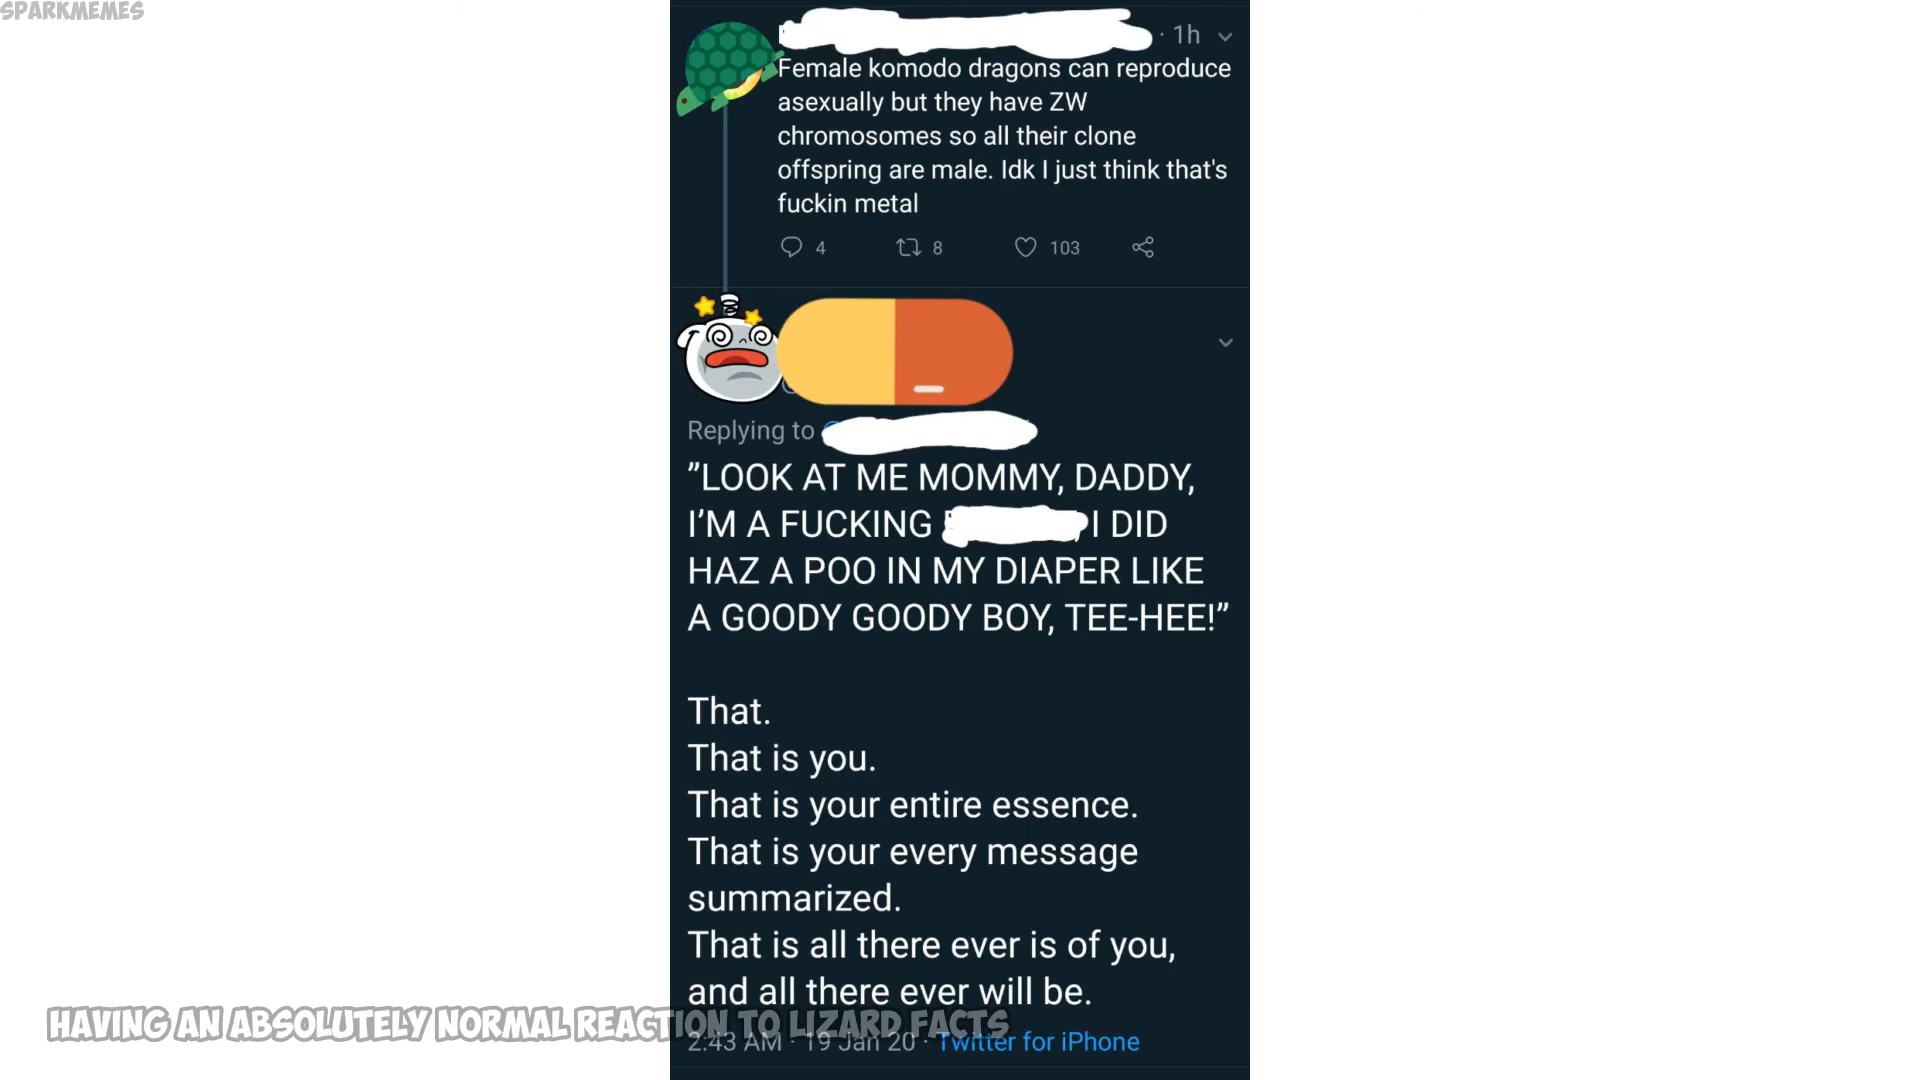 SPARKMEMES
· 1h
Female komodo dragons can reproduce
asexually but they have ZW
chromosomes so all their clone
offspring are male. Idk I just think that's
fuckin metal
4 8 103
Replying to
"LOOK AT ME MOMMY, DADDY,
I'M A FUCKING I DID
HAZ A POO IN MY DIAPER LIKE
A GOODY GOODY BOY, TEE-HEE!"
That.
That is you.
That is your entire essence.
That is your every message
summarized.
That is all there ever is of you,
and all there ever will be.
HAVING AN ABSOLUTELY NORMAL REACTION TO LIZARD FACTS
2:43 AM · 19 Jan 20 · Twitter for iPhone